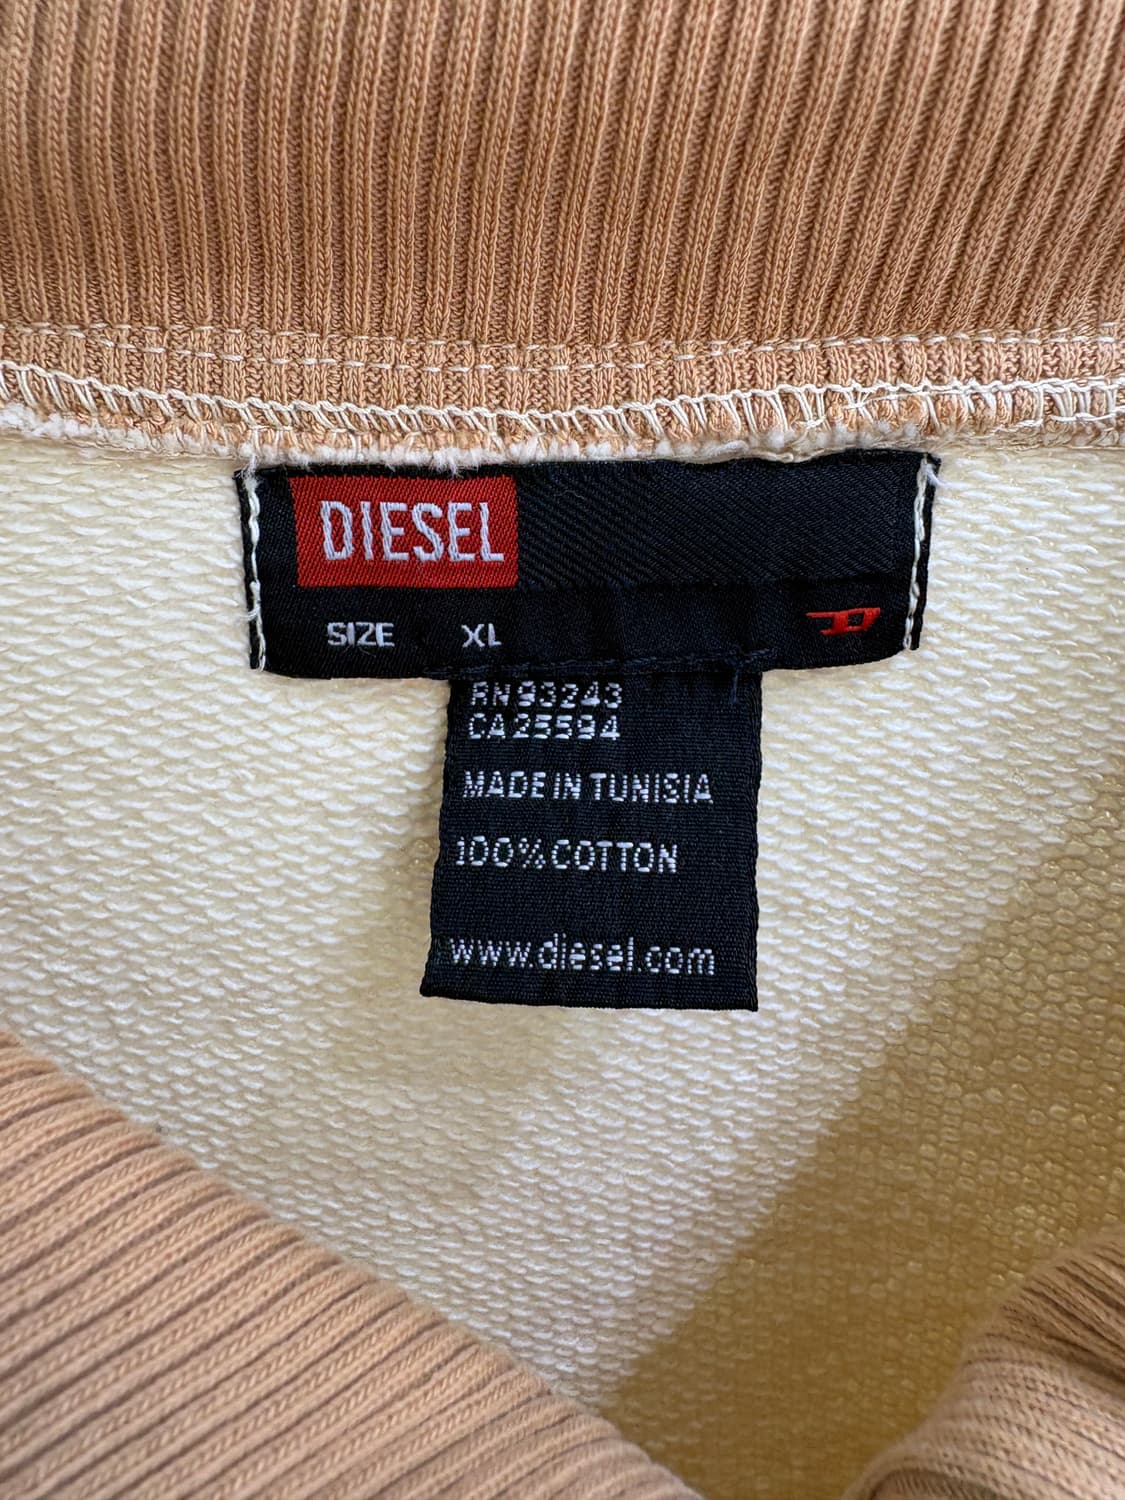 DIESEL
SIZE XL
RN93243
CA25594
MADE IN TUNISIA
100% COTTON
www.diesel.com